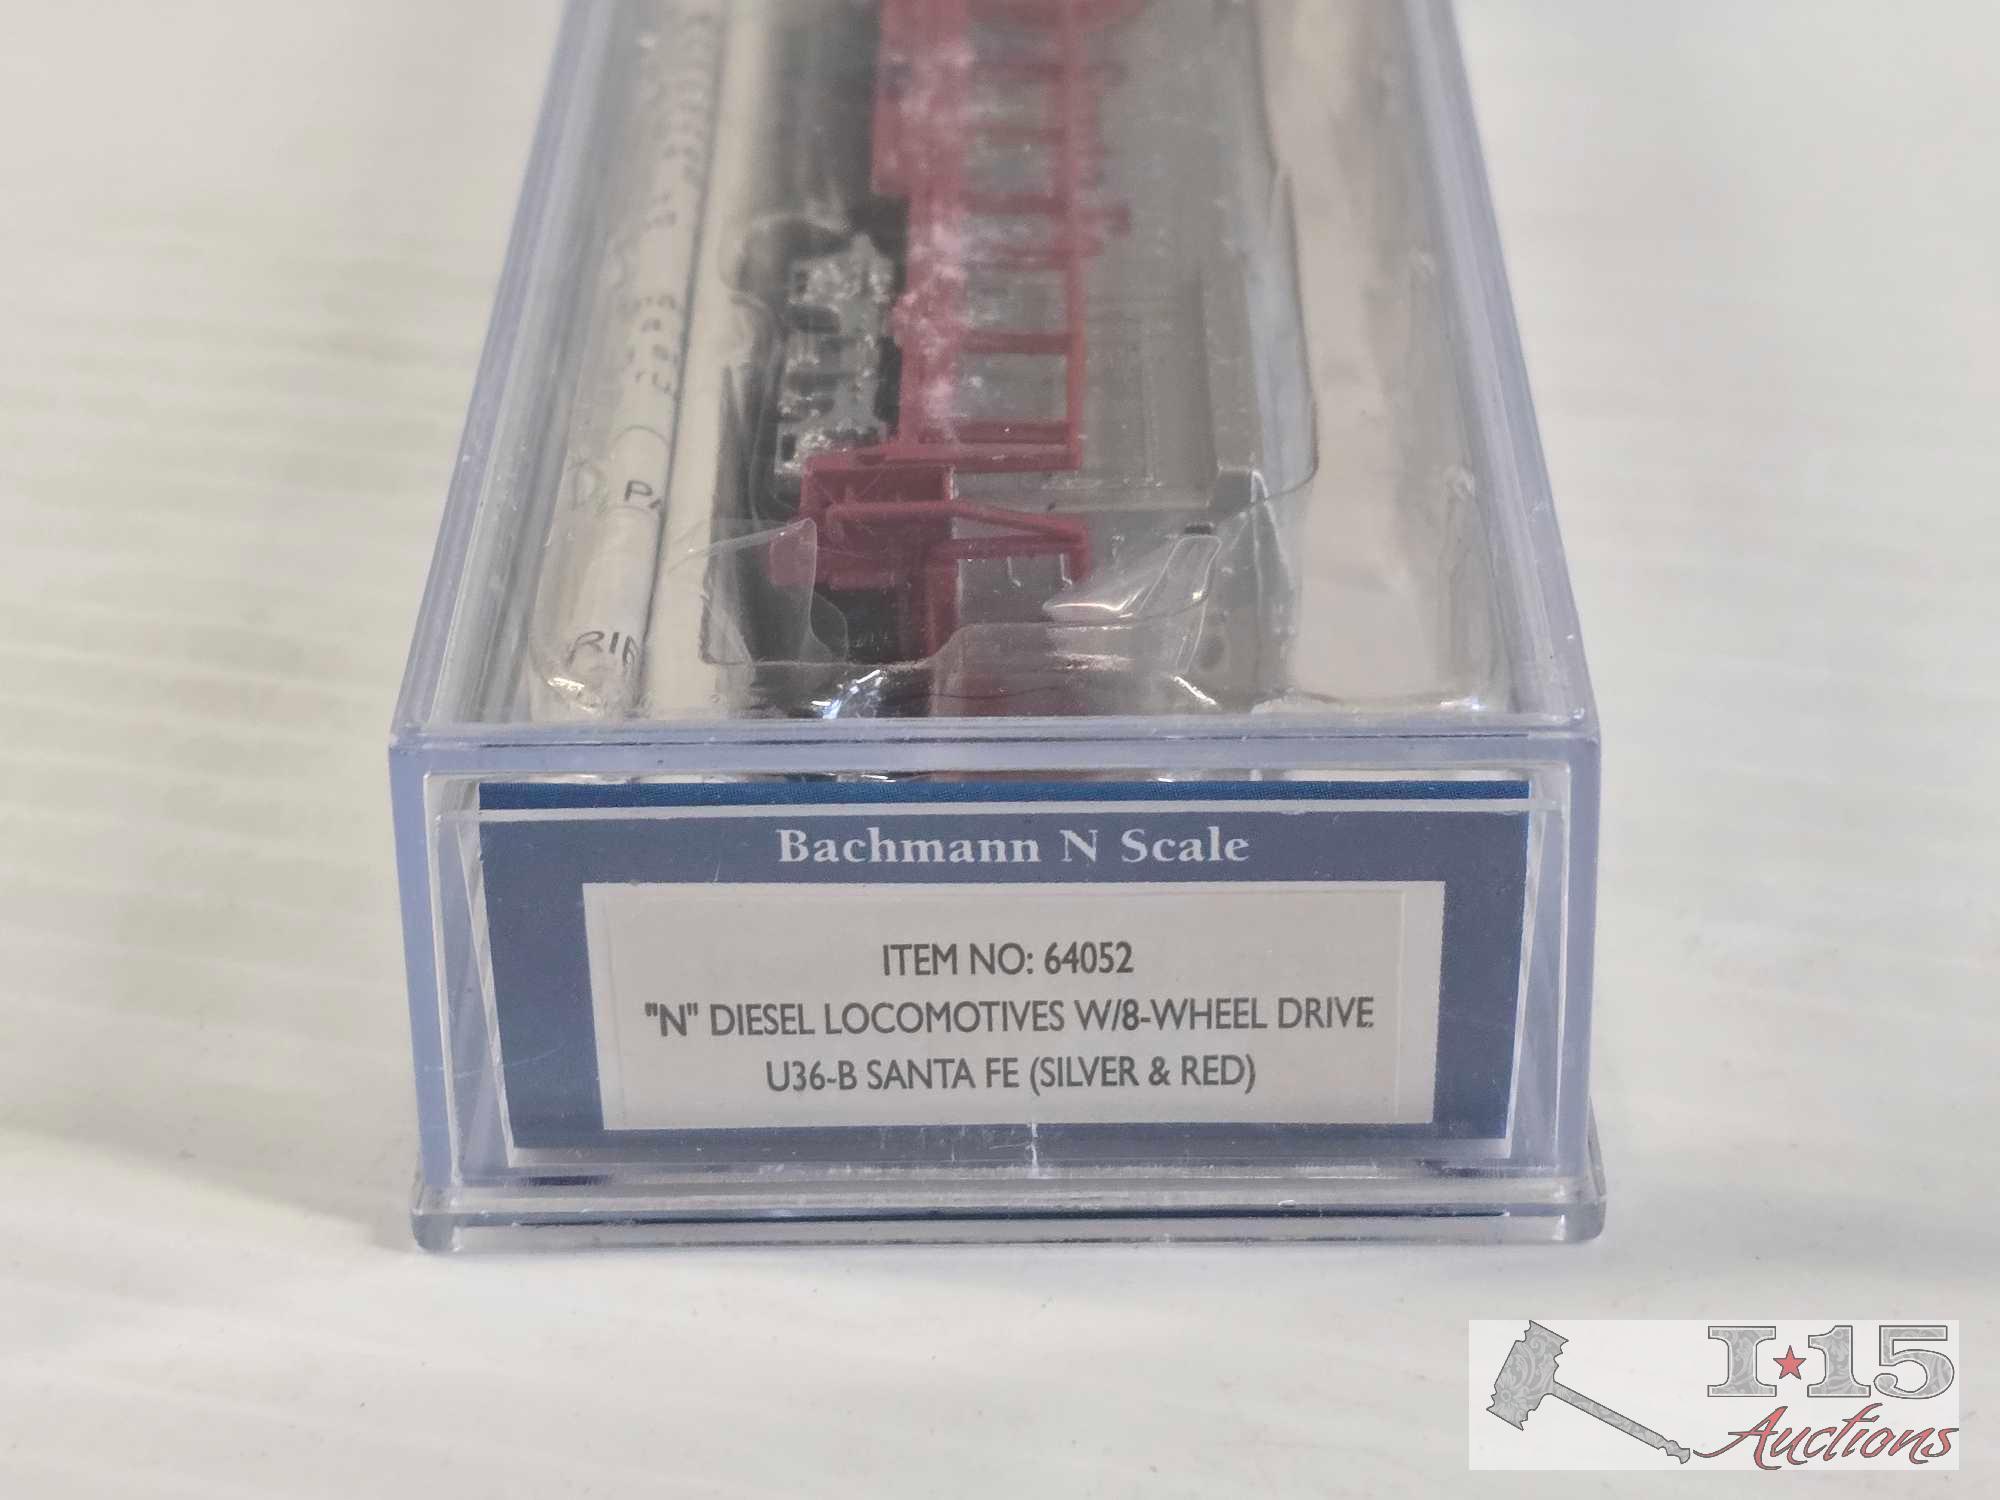 Bachmann N Scale
ITEM NO: 64052
"N" DIESEL LOCOMOTIVES W/8-WHEEL DRIVE
U36-B SANTA FE (SILVER & RED)
I★15
Auctions